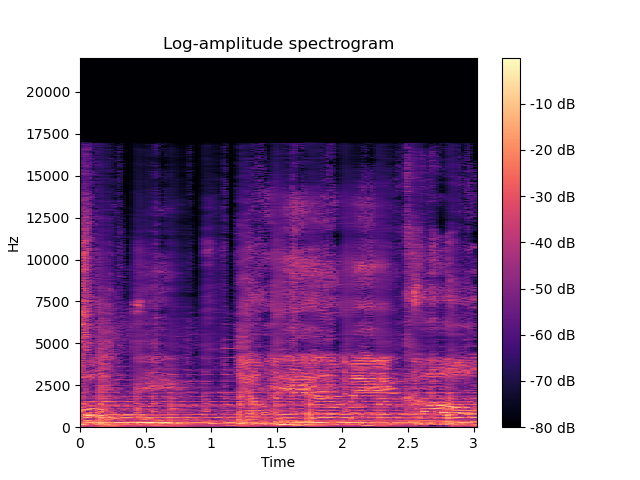 Log-amplitude spectrogram
Hz
20000
17500
15000
12500
10000
7500
5000
2500
0
0 0.5 1 1.5 2 2.5 3
Time
-10 dB
-20 dB
-30 dB
-40 dB
-50 dB
-60 dB
-70 dB
-80 dB